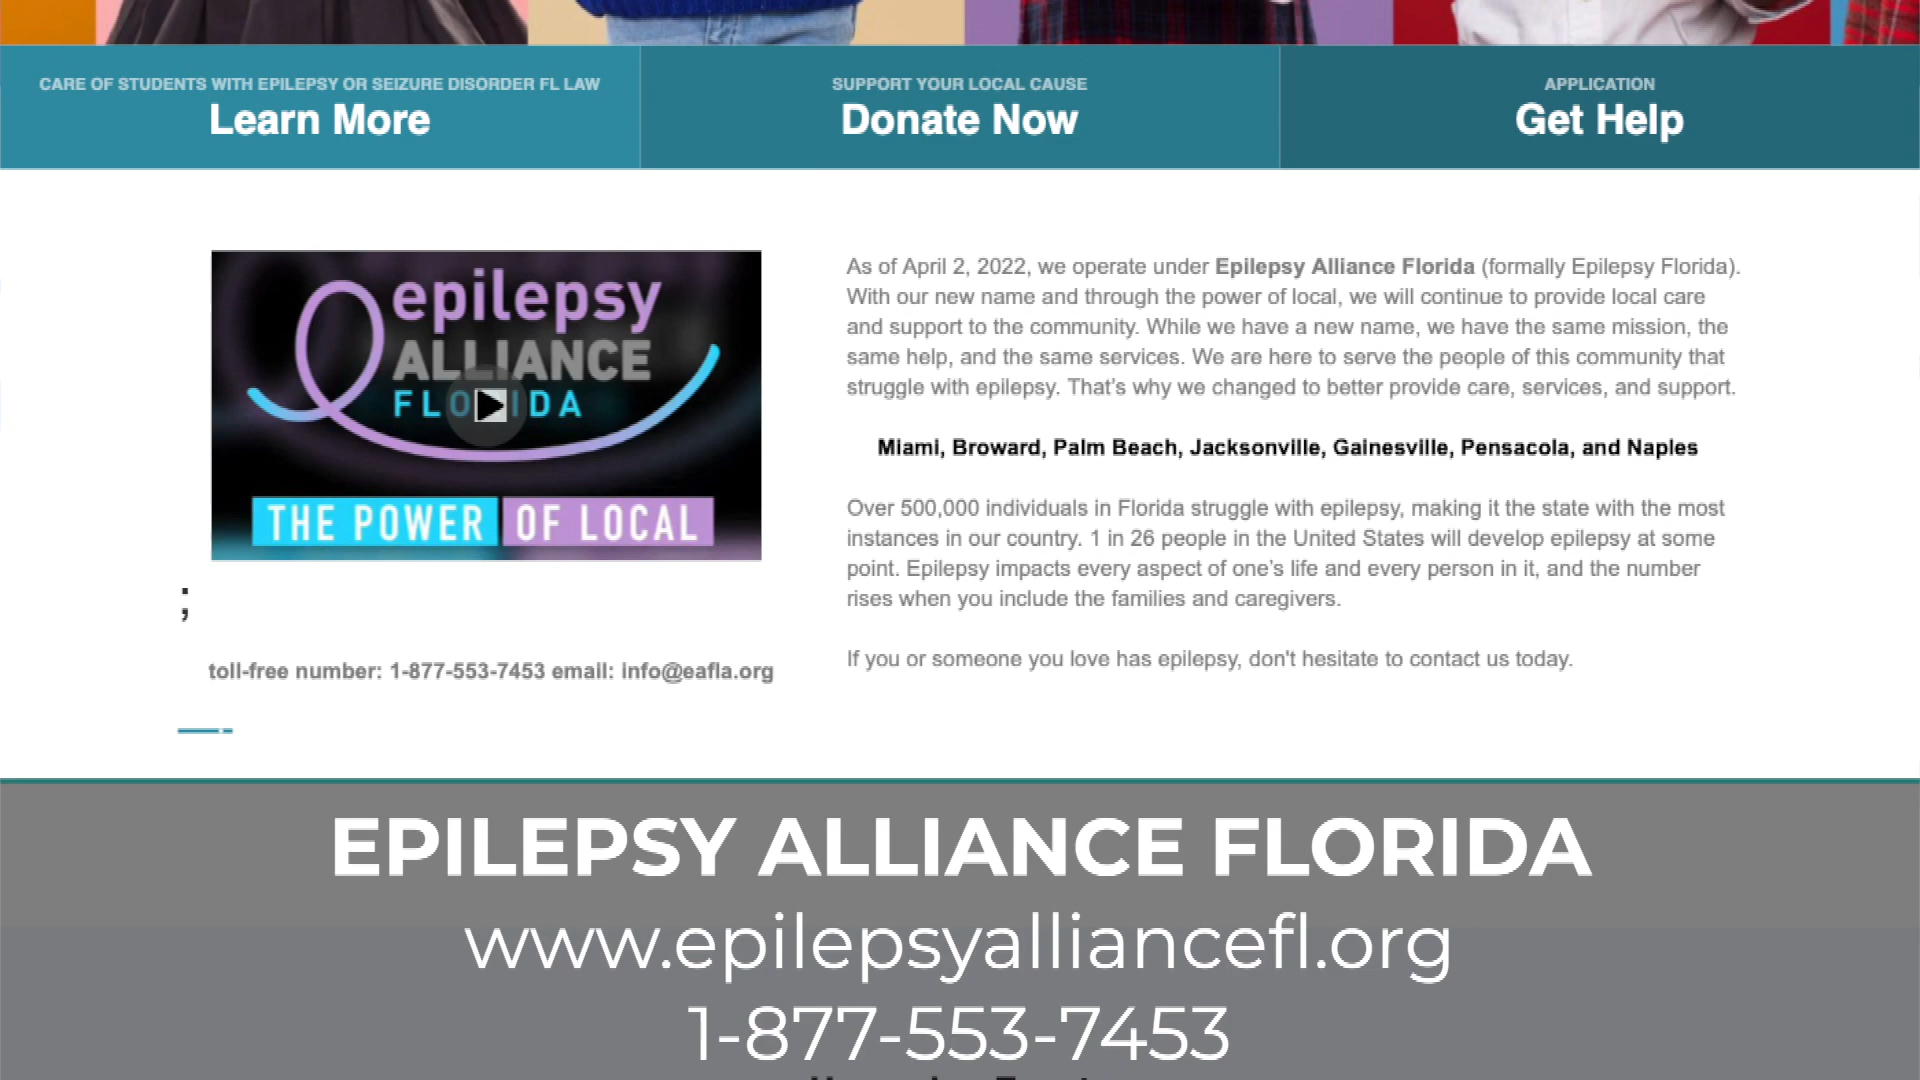 CARE OF STUDENTS WITH EPILEPSY OR SEIZURE DISORDER FL LAW
Learn More
SUPPORT YOUR LOCAL CAUSE
Donate Now
APPLICATION
Get Help
epilepsy
ALLIANCE
FLORIDA
THE POWER OF LOCAL
;
toll-free number: 1-877-553-7453 email: info@eafla.org
As of April 2, 2022, we operate under Epilepsy Alliance Florida (formally Epilepsy Florida).
With our new name and through the power of local, we will continue to provide local care
and support to the community. While we have a new name, we have the same mission, the
same help, and the same services. We are here to serve the people of this community that
struggle with epilepsy. That's why we changed to better provide care, services, and support.
Miami, Broward, Palm Beach, Jacksonville, Gainesville, Pensacola, and Naples
Over 500,000 individuals in Florida struggle with epilepsy, making it the state with the most
instances in our country. 1 in 26 people in the United States will develop epilepsy at some
point. Epilepsy impacts every aspect of one's life and every person in it, and the number
rises when you include the families and caregivers.
If you or someone you love has epilepsy, don't hesitate to contact us today.
EPILEPSY ALLIANCE FLORIDA
www.epilepsyalliancefl.org
1-877-553-7453